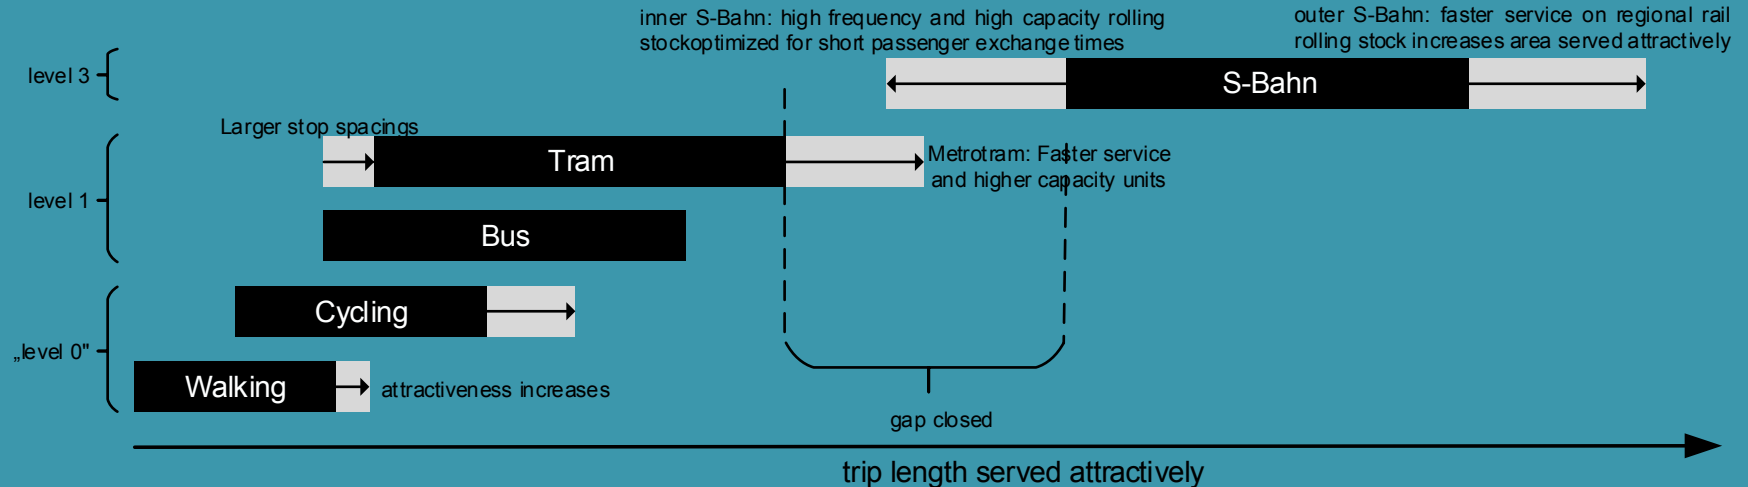 inner S-Bahn: high frequency and high capacity rolling
stockoptimized for short passenger exchange times
outer S-Bahn: faster service on regional rail
rolling stock increases area served attractively
level 3
S-Bahn
Larger stop spacings
Tram
Metrotram: Faster service
and higher capacity units
level 1
Bus
Cycling
„level 0"
Walking
attractiveness increases
gap closed
trip length served attractively